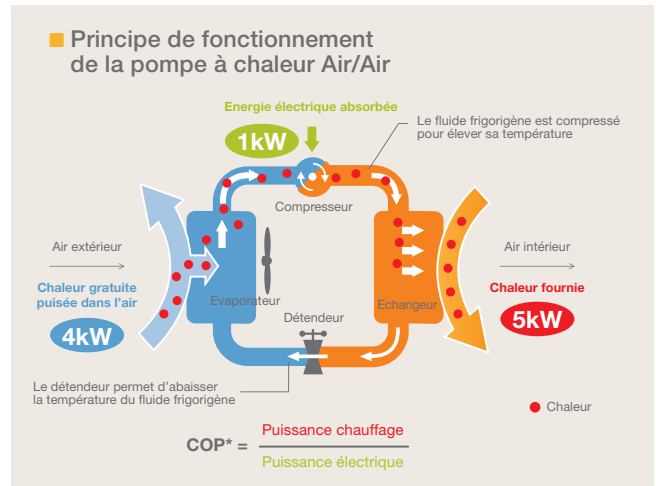 Principe de fonctionnement
de la pompe à chaleur Air/Air
Energie électrique absorbée
1kW
Le fluide frigorigène est compressé
pour élever sa température
Compresseur
Air extérieur
Air intérieur
Chaleur gratuite
puisée dans l'air
4kW
Evaporateur
Echangeur
Chaleur fournie
5kW
Détendeur
Le détendeur permet d'abaisser
la température du fluide frigorigène
Chaleur
COP* =
Puissance chauffage
Puissance électrique